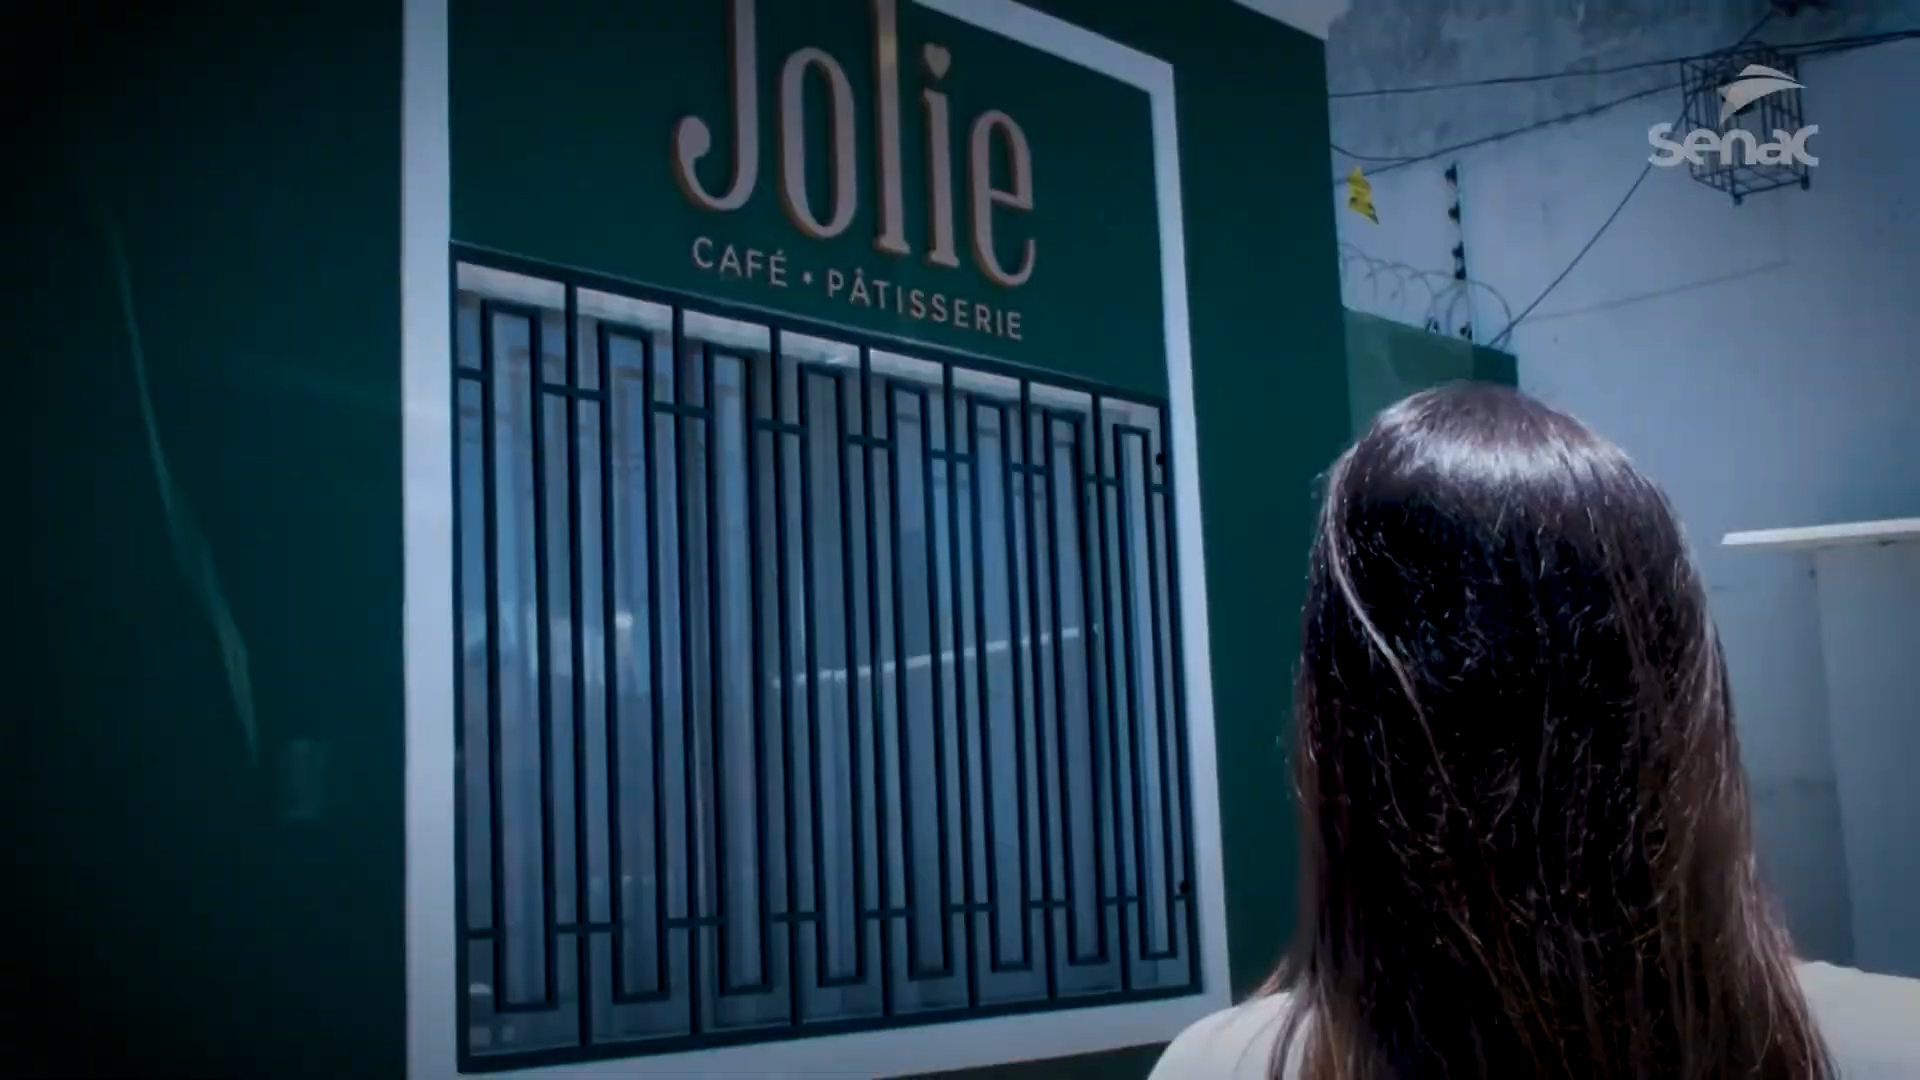 Jolie
CAFÉ • PÂTISSERIE
senac